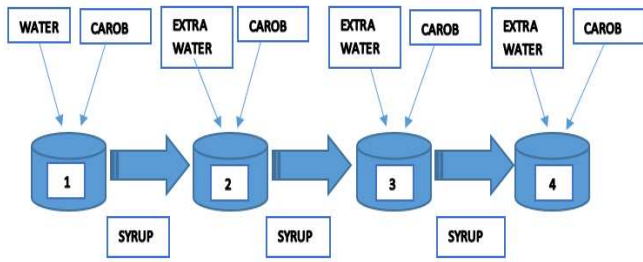 WATER
CAROB
EXTRA
WATER
CAROB
EXTRA
WATER
CAROB
EXTRA
WATER
CAROB
1
2
3
4
SYRUP
SYRUP
SYRUP